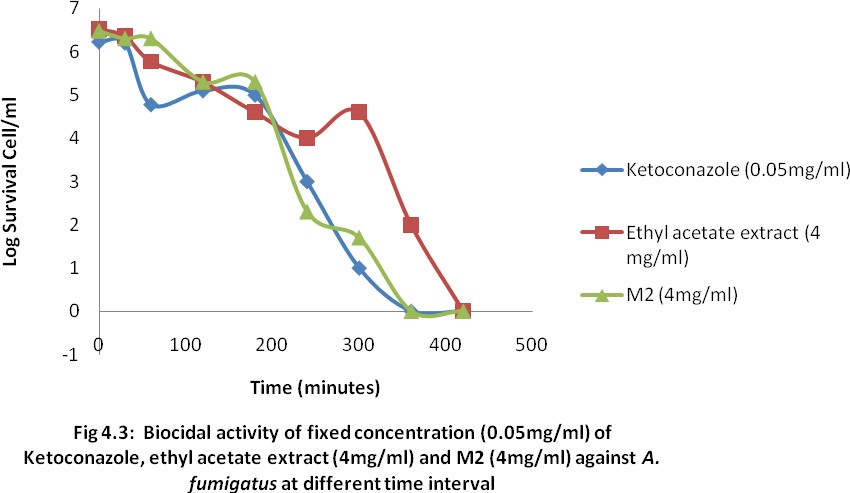 7
6
5
4
3
2
1
0
-1
0 100 200 300 400 500
Log Survival Cell/ml
Time (minutes)
Ketoconazole (0.05mg/ml)
Ethyl acetate extract (4
mg/ml)
M2 (4mg/ml)
Fig 4.3: Biocidal activity of fixed concentration (0.05mg/ml) of
Ketoconazole, ethyl acetate extract (4mg/ml) and M2 (4mg/ml) against A.
fumigatus at different time interval